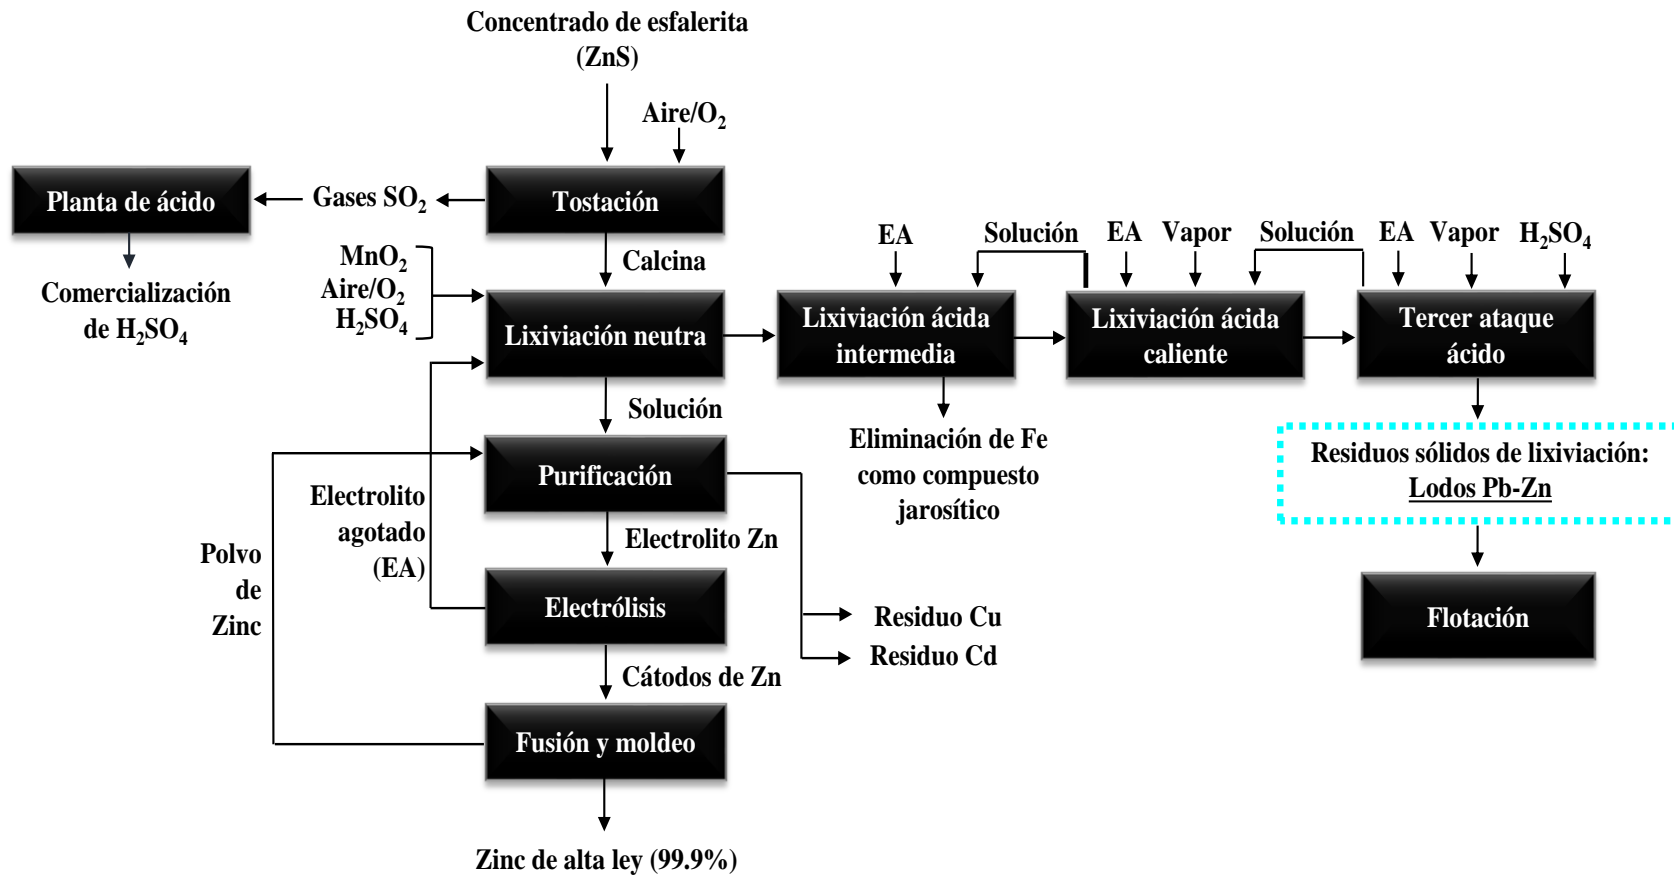 Concentrado de esfalerita
(ZnS)
Aire/O₂
Planta de ácido
Gases SO₂
Tostación
Comercialización
de H₂SO₄
MnO₂
Aire/O₂
H₂SO₄
Calcina
Lixiviación neutra
EA
Solución
EA
Vapor
Solución
EA
Vapor
H₂SO₄
Lixiviación ácida
intermedia
Lixiviación ácida
caliente
Tercer ataque
ácido
Solución
Eliminación de Fe
como compuesto
jarosítico
Residuos sólidos de lixiviación:
Lodos Pb-Zn
Purificación
Electrolito
agotado
(EA)
Electrolito Zn
Polvo
de
Zinc
Electrólisis
Residuo Cu
Residuo Cd
Flotación
Cátodos de Zn
Fusión y moldeo
Zinc de alta ley (99.9%)